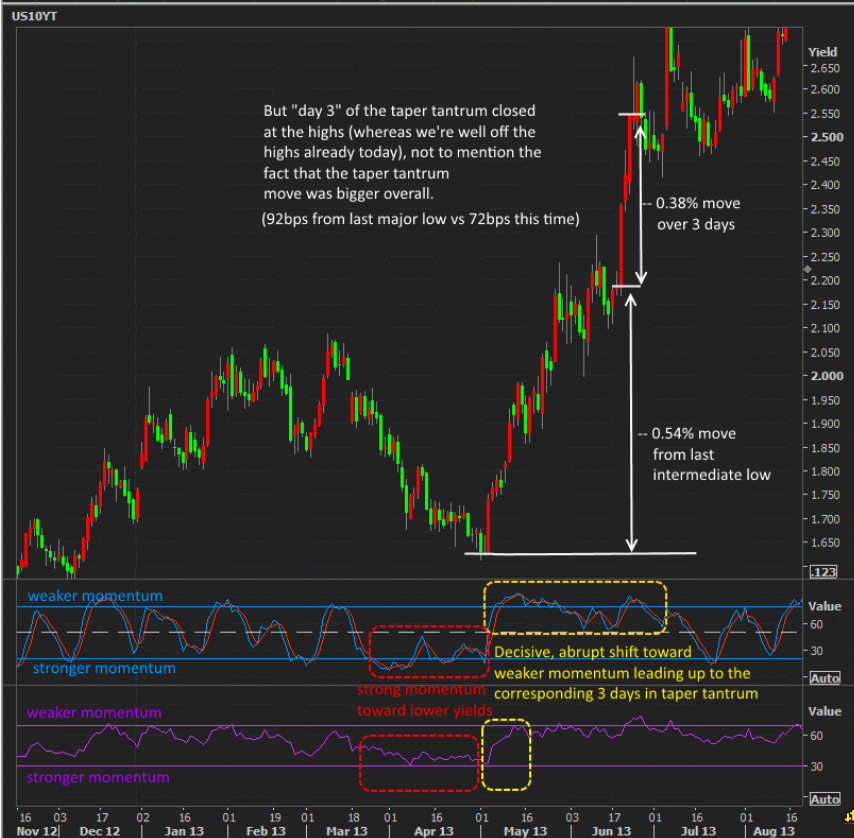 US10YT
Yield
But "day 3" of the taper tantrum closed
at the highs (whereas we're well off the
highs already today), not to mention the
fact that the taper tantrum
move was bigger overall.
(92bps from last major low vs 72bps this time)
2.650
2.600
2.550
2.500
2.450
2.400
2.350
2.300
2.250
2.200
2.150
2.100
2.050
2.000
1.950
1.900
1.850
1.800
1.750
1.700
1.650
.123
-- 0.38% move
over 3 days
-- 0.54% move
from last
intermediate low
weaker momentum
stronger momentum
Value
60
30
Auto
Decisive, abrupt shift toward
weaker momentum leading up to the
corresponding 3 days in taper tantrum
strong momentum
toward lower yields
weaker momentum
stronger momentum
Value
60
30
Auto
16 03 17 02 16 01 19 01 18 01 16 01 16 03 17 01 16 01 16
Nov 12 Dec 12 Jan 13 Feb 13 Mar 13 Apr 13 May 13 Jun 13 Jul 13 Aug 13